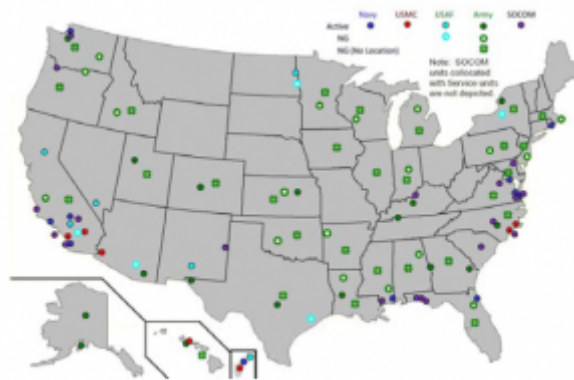 Navy USMC USAF Army SOCOM
Active
NG
NG (No Location)
Note: SOCOM
units collocated
with Service units
are not depicted.